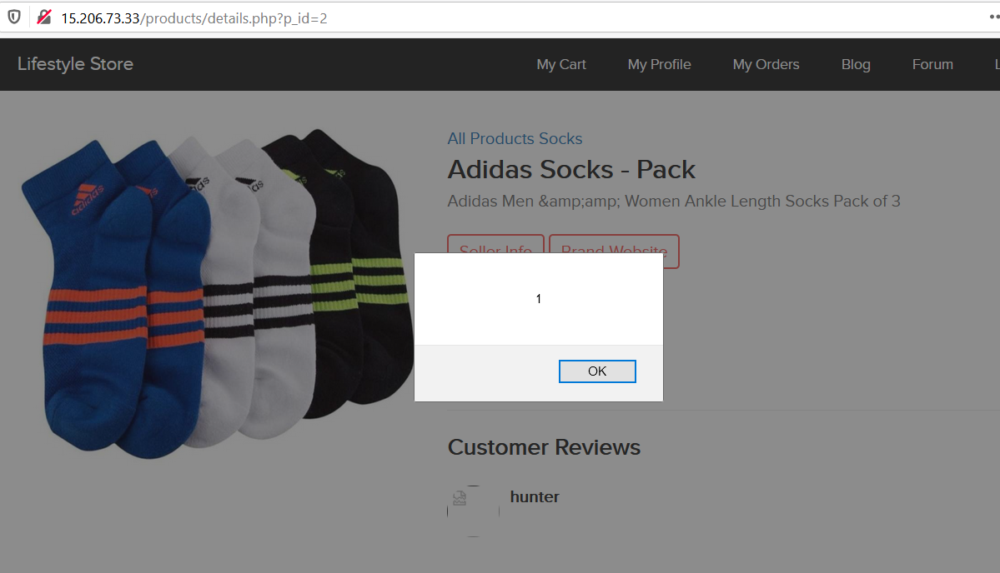 15.206.73.33/products/details.php?p_id=2
Lifestyle Store
My Cart
My Profile
My Orders
Blog
Forum
L
adidas
All Products Socks
Adidas Socks - Pack
Adidas Men &amp;amp; Women Ankle Length Socks Pack of 3
Seller Info
Brand Website
1
OK
Customer Reviews
hunter